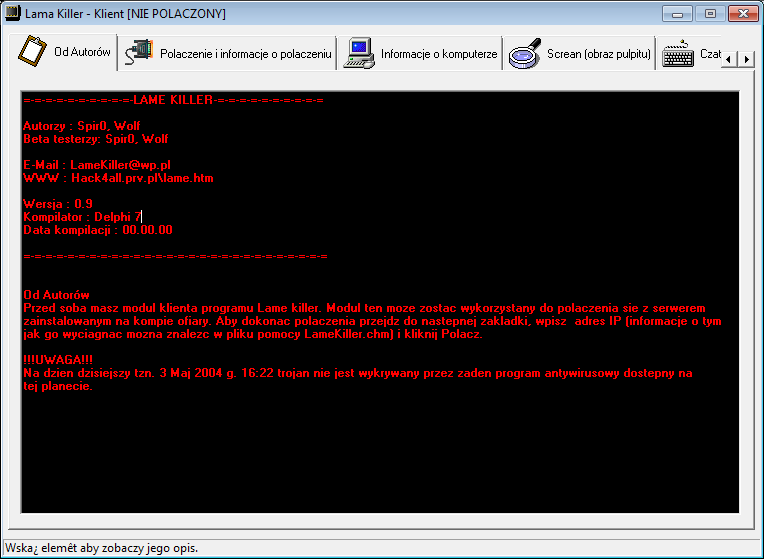 Lama Killer - Klient [NIE POLACZONY]
Od Autorów
Polaczenie i informacje o polaczeniu
Informacje o komputerze
Screan (obraz pulpitu)
Czat
=-=-=-=-=-=-=-=-=-=-LAME KILLER-=-=-=-=-=-=-=-=-=-=
Autorzy : Spir0, Wolf
Beta testerzy: Spir0, Wolf
E-Mail : LameKiller@wp.pl
WWW : Hack4all.prv.pl\lame.htm
Wersja : 0.9
Kompilator : Delphi 7
Data kompilacji : 00.00.00
=-=-=-=-=-=-=-=-=-=-=-=-=-=-=-=-=-=-=-=-=-=-=-=-=-=-=-=
Od Autorów
Przed soba masz modul klienta programu Lame killer. Modul ten moze zostac wykorzystany do polaczenia sie z serwerem
zainstalowanym na kompie ofiary. Aby dokonac polaczenia przejdz do nastepnej zakladki, wpisz  adres IP (informacje o tym
jak go wyciagnac mozna znalezc w pliku pomocy LameKiller.chm) i kliknij Polacz.
!!!UWAGA!!!
Na dzien dzisiejszy tzn. 3 Maj 2004 g. 16:22 trojan nie jest wykrywany przez zaden program antywirusowy dostepny na
tej planecie.
Wska¿ elemêt aby zobaczy jego opis.